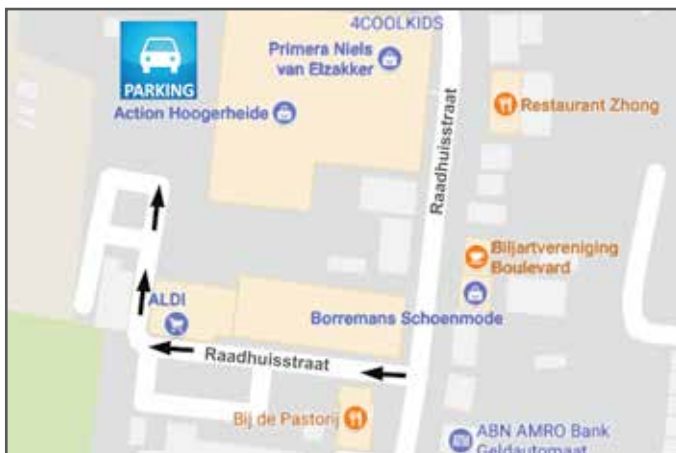 4COOLKIDS
Primera Niels
van Elzakker
PARKING
Action Hoogerheide
Restaurant Zhong
Raadhuisstraat
Biljartvereniging
Boulevard
ALDI
Borremans Schoenmode
Raadhuisstraat
Bij de Pastorij
ABN AMRO Bank
Geldautomaat